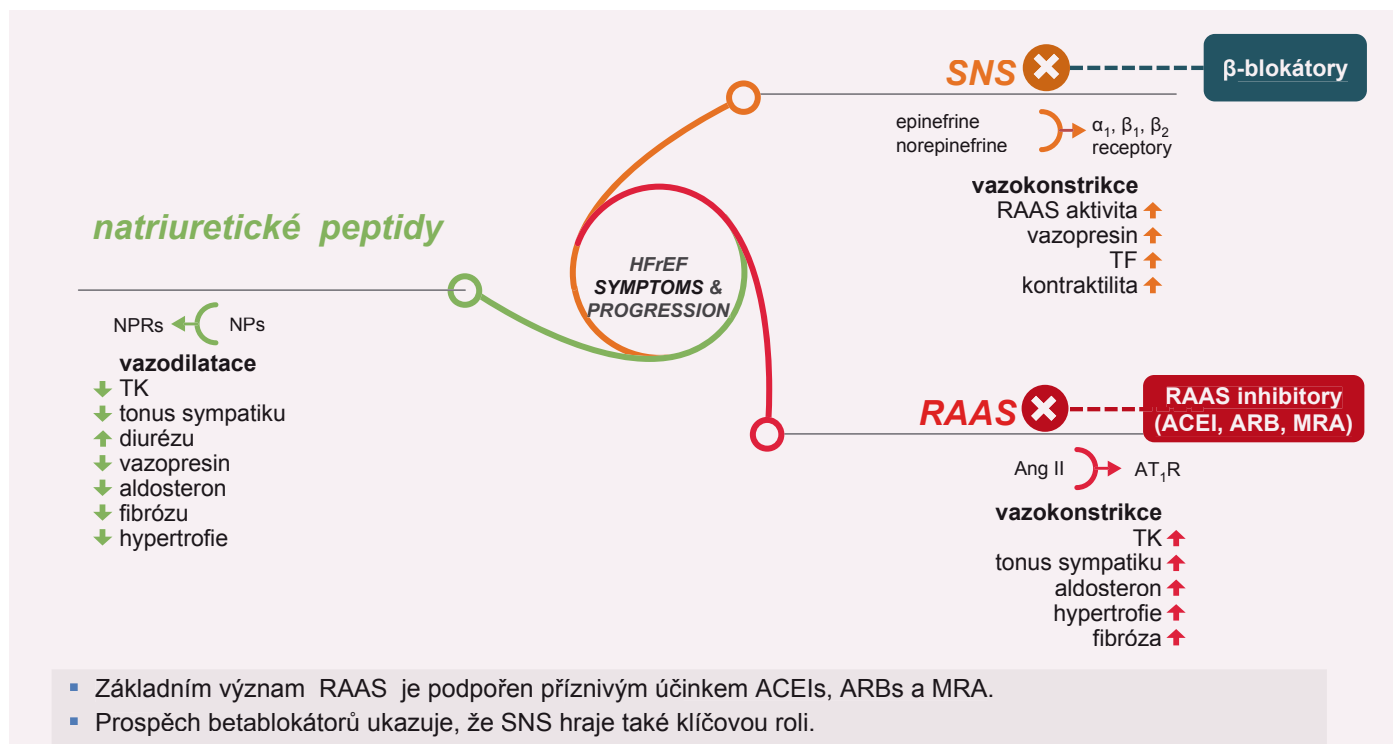 SNS
β-blokátory
epinefrine
norepinefrine
α₁, β₁, β₂
receptory
vazokonstrikce
RAAS aktivita
vazopresin
TF
kontraktilita
natriuretické peptidy
HFrEF
SYMPTOMS &
PROGRESSION
NPRs NPs
vazodilatace
TK
tonus sympatiku
diurézu
vazopresin
aldosteron
fibrózu
hypertrofie
RAAS
RAAS inhibitory
(ACEI, ARB, MRA)
Ang II AT₁R
vazokonstrikce
TK
tonus sympatiku
aldosteron
hypertrofie
fibróza
Základním význam RAAS je podpořen příznivým účinkem ACEIs, ARBs a MRA.
Prospěch betablokátorů ukazuje, že SNS hraje také klíčovou roli.